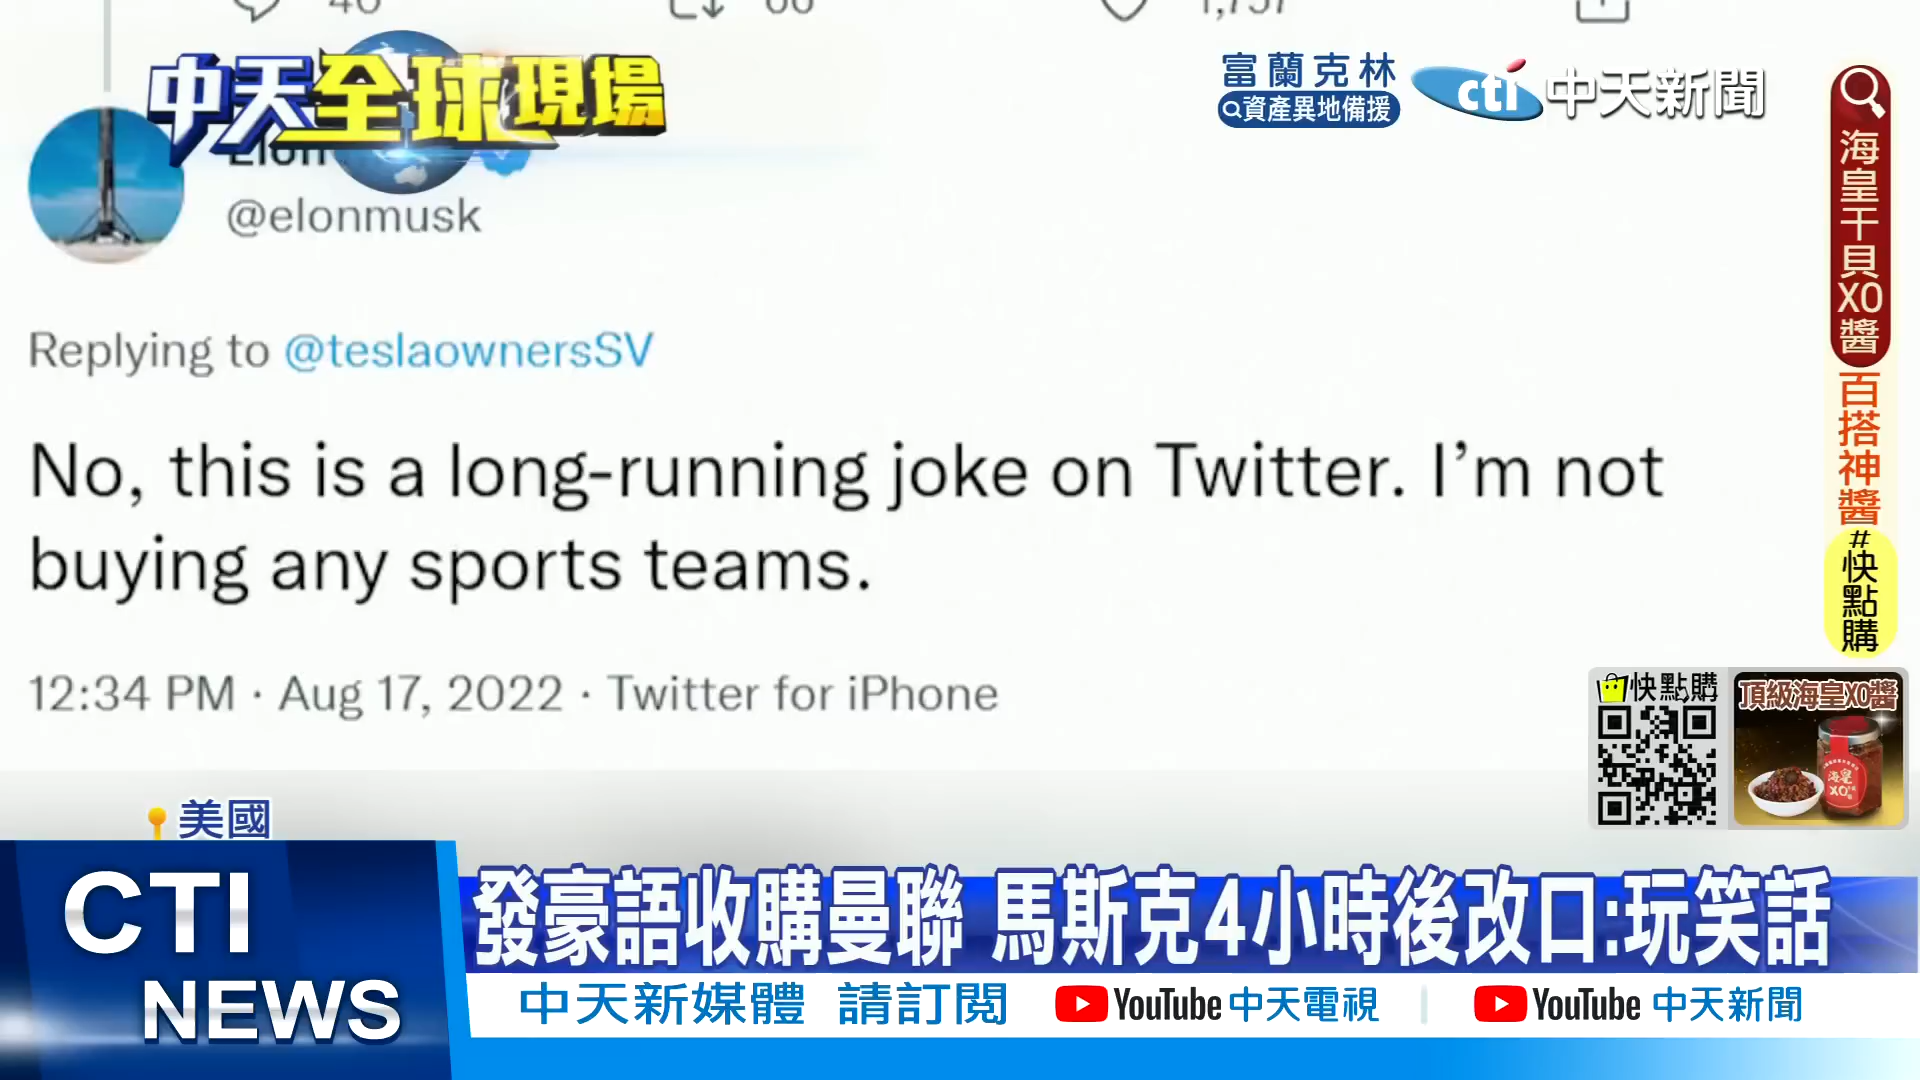 中天全球現場
富蘭克林
資產異地備援
cti 中天新聞
Elon
@elonmusk
Replying to @teslaownersSV
No, this is a long-running joke on Twitter. I'm not
buying any sports teams.
12:34 PM · Aug 17, 2022 · Twitter for iPhone
海皇干貝XO醬
百搭神醬
#快點購
快點購
頂級海皇XO醬
海皇
XO
美國
CTI
NEWS
發豪語收購曼聯 馬斯克4小時後改口:玩笑話
中天新媒體 請訂閱 YouTube 中天電視 | YouTube 中天新聞